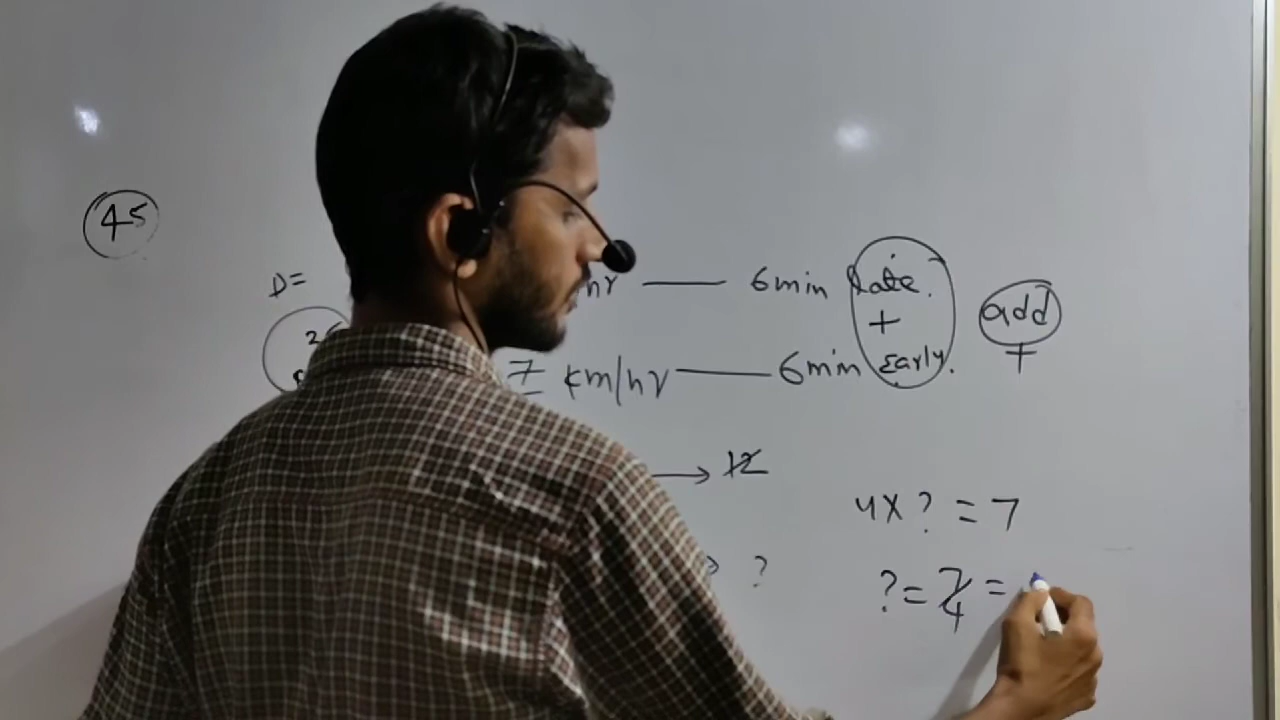 45
D= hr — 6min late.
+
add
7 km/hr — 6min Early.
+
→ 12
4x ? = 7
?
? = 7/4 =